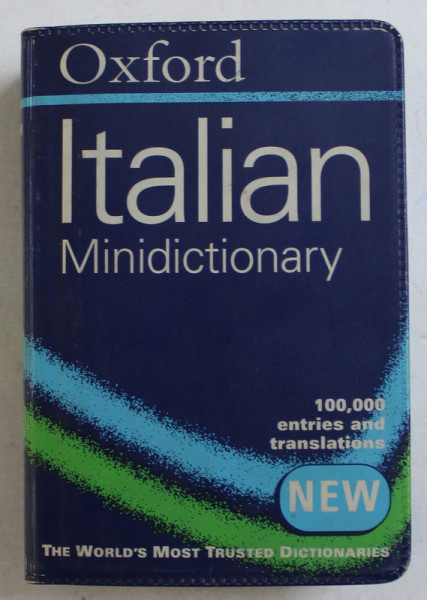 Oxford
Italian
Minidictionary
100,000
entries and
translations
NEW
THE WORLD'S MOST TRUSTED DICTIONARIES